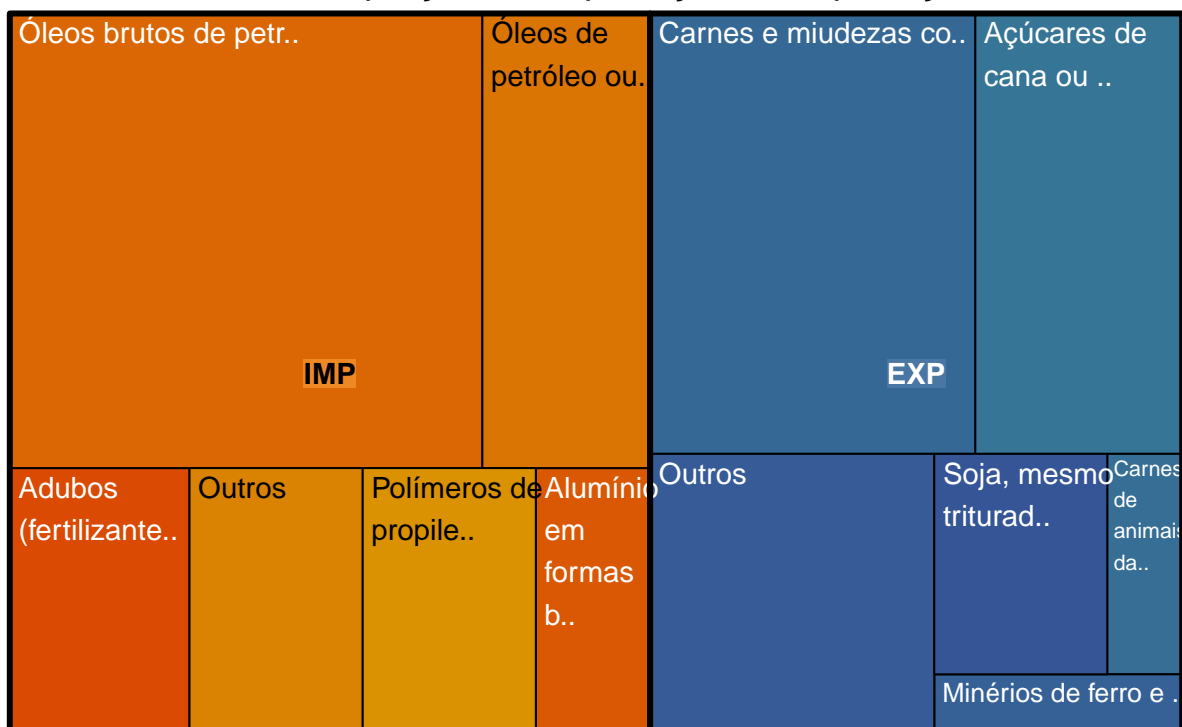 Óleos brutos de petr..
Óleos de
petróleo ou.
Carnes e miudezas co..
Açúcares de
cana ou ..
IMP
EXP
Adubos
(fertilizante..
Outros
Polímeros de
propile..
Alumínio
em
formas
b..
Outros
Soja, mesmo
triturad..
Carnes
de
animais
da..
Minérios de ferro e .